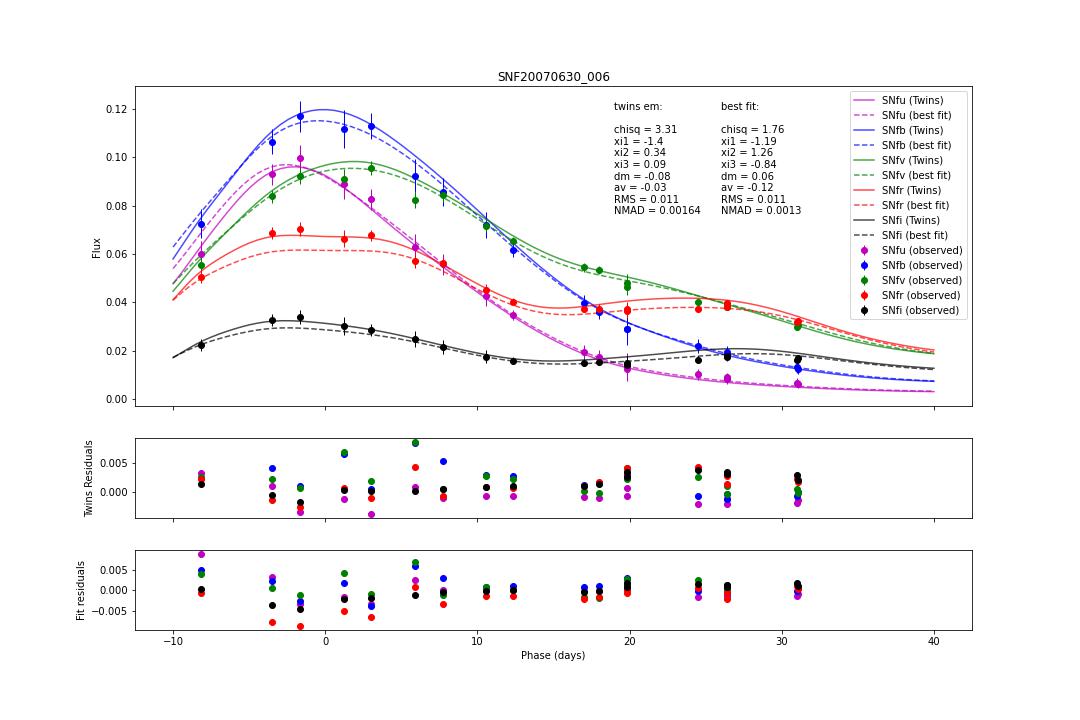 SNF20070630_006
Flux
0.12
0.10
0.08
0.06
0.04
0.02
0.00
twins em:
chisq = 3.31
xi1 = -1.4
xi2 = 0.34
xi3 = 0.09
dm = -0.08
av = -0.03
RMS = 0.011
NMAD = 0.00164
best fit:
chisq = 1.76
xi1 = -1.19
xi2 = 1.26
xi3 = -0.84
dm = 0.06
av = -0.12
RMS = 0.011
NMAD = 0.0013
SNfu (Twins)
SNfu (best fit)
SNfb (Twins)
SNfb (best fit)
SNfv (Twins)
SNfv (best fit)
SNfr (Twins)
SNfr (best fit)
SNfi (Twins)
SNfi (best fit)
SNfu (observed)
SNfb (observed)
SNfv (observed)
SNfr (observed)
SNfi (observed)
Twins Residuals
0.005
0.000
Fit residuals
0.005
0.000
−0.005
−10
0
10
20
30
40
Phase (days)